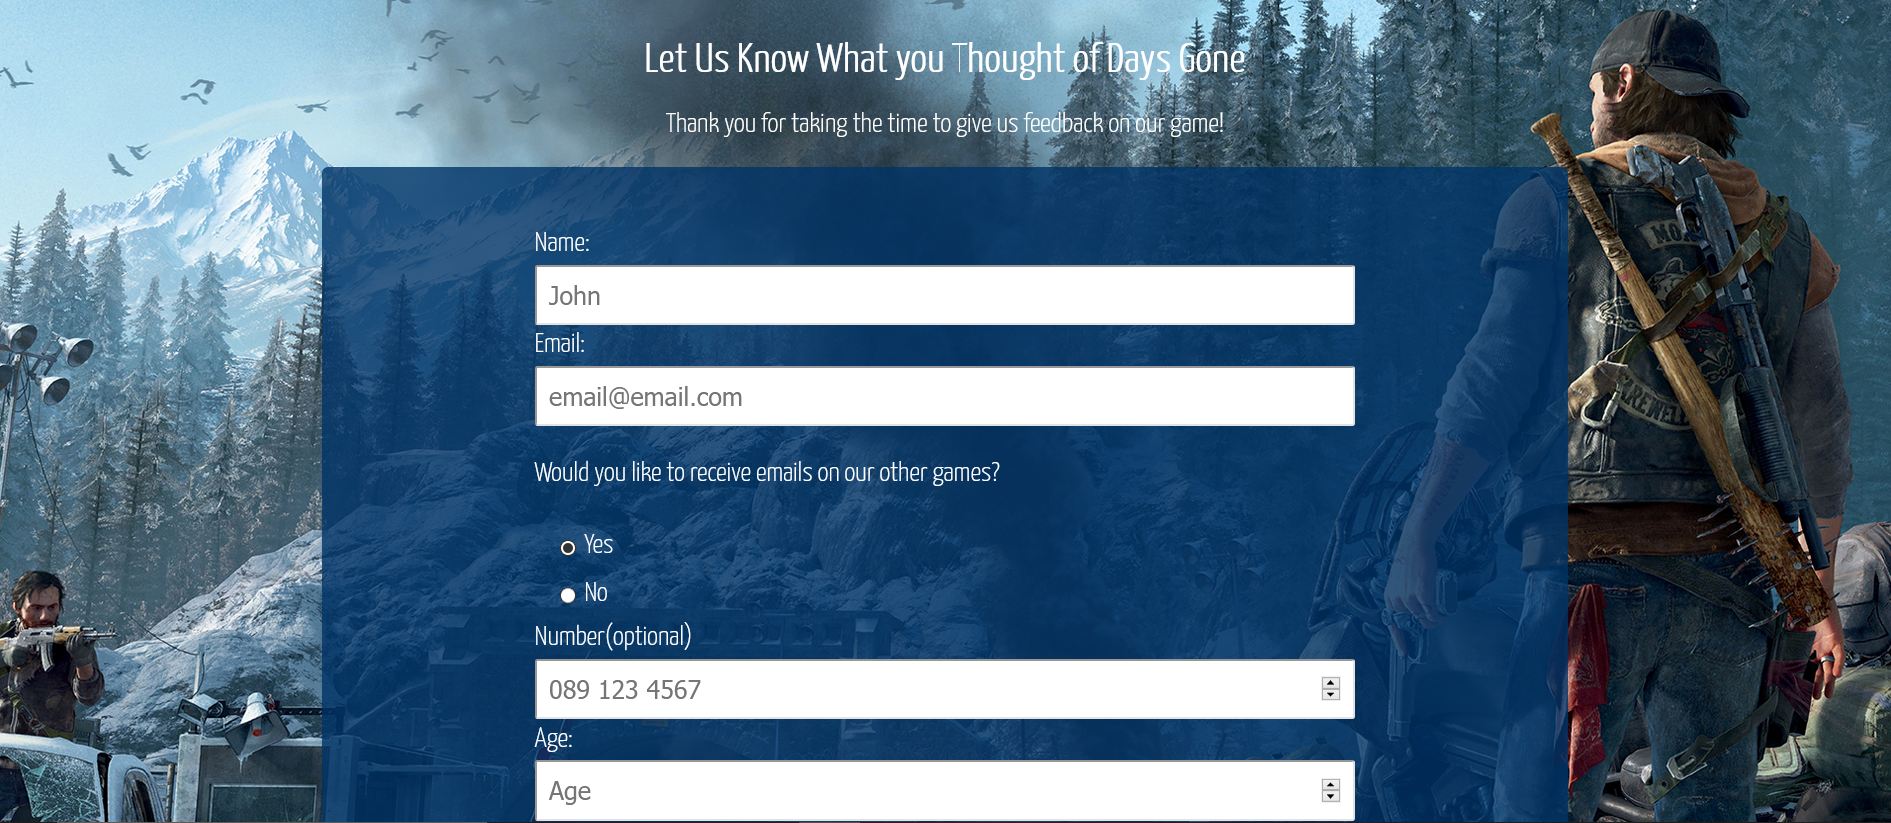 Let Us Know What you Thought of Days Gone
Thank you for taking the time to give us feedback on our game!
Name:
John
Email:
email@email.com
Would you like to receive emails on our other games?
Yes
No
Number(optional)
089 123 4567
Age:
Age